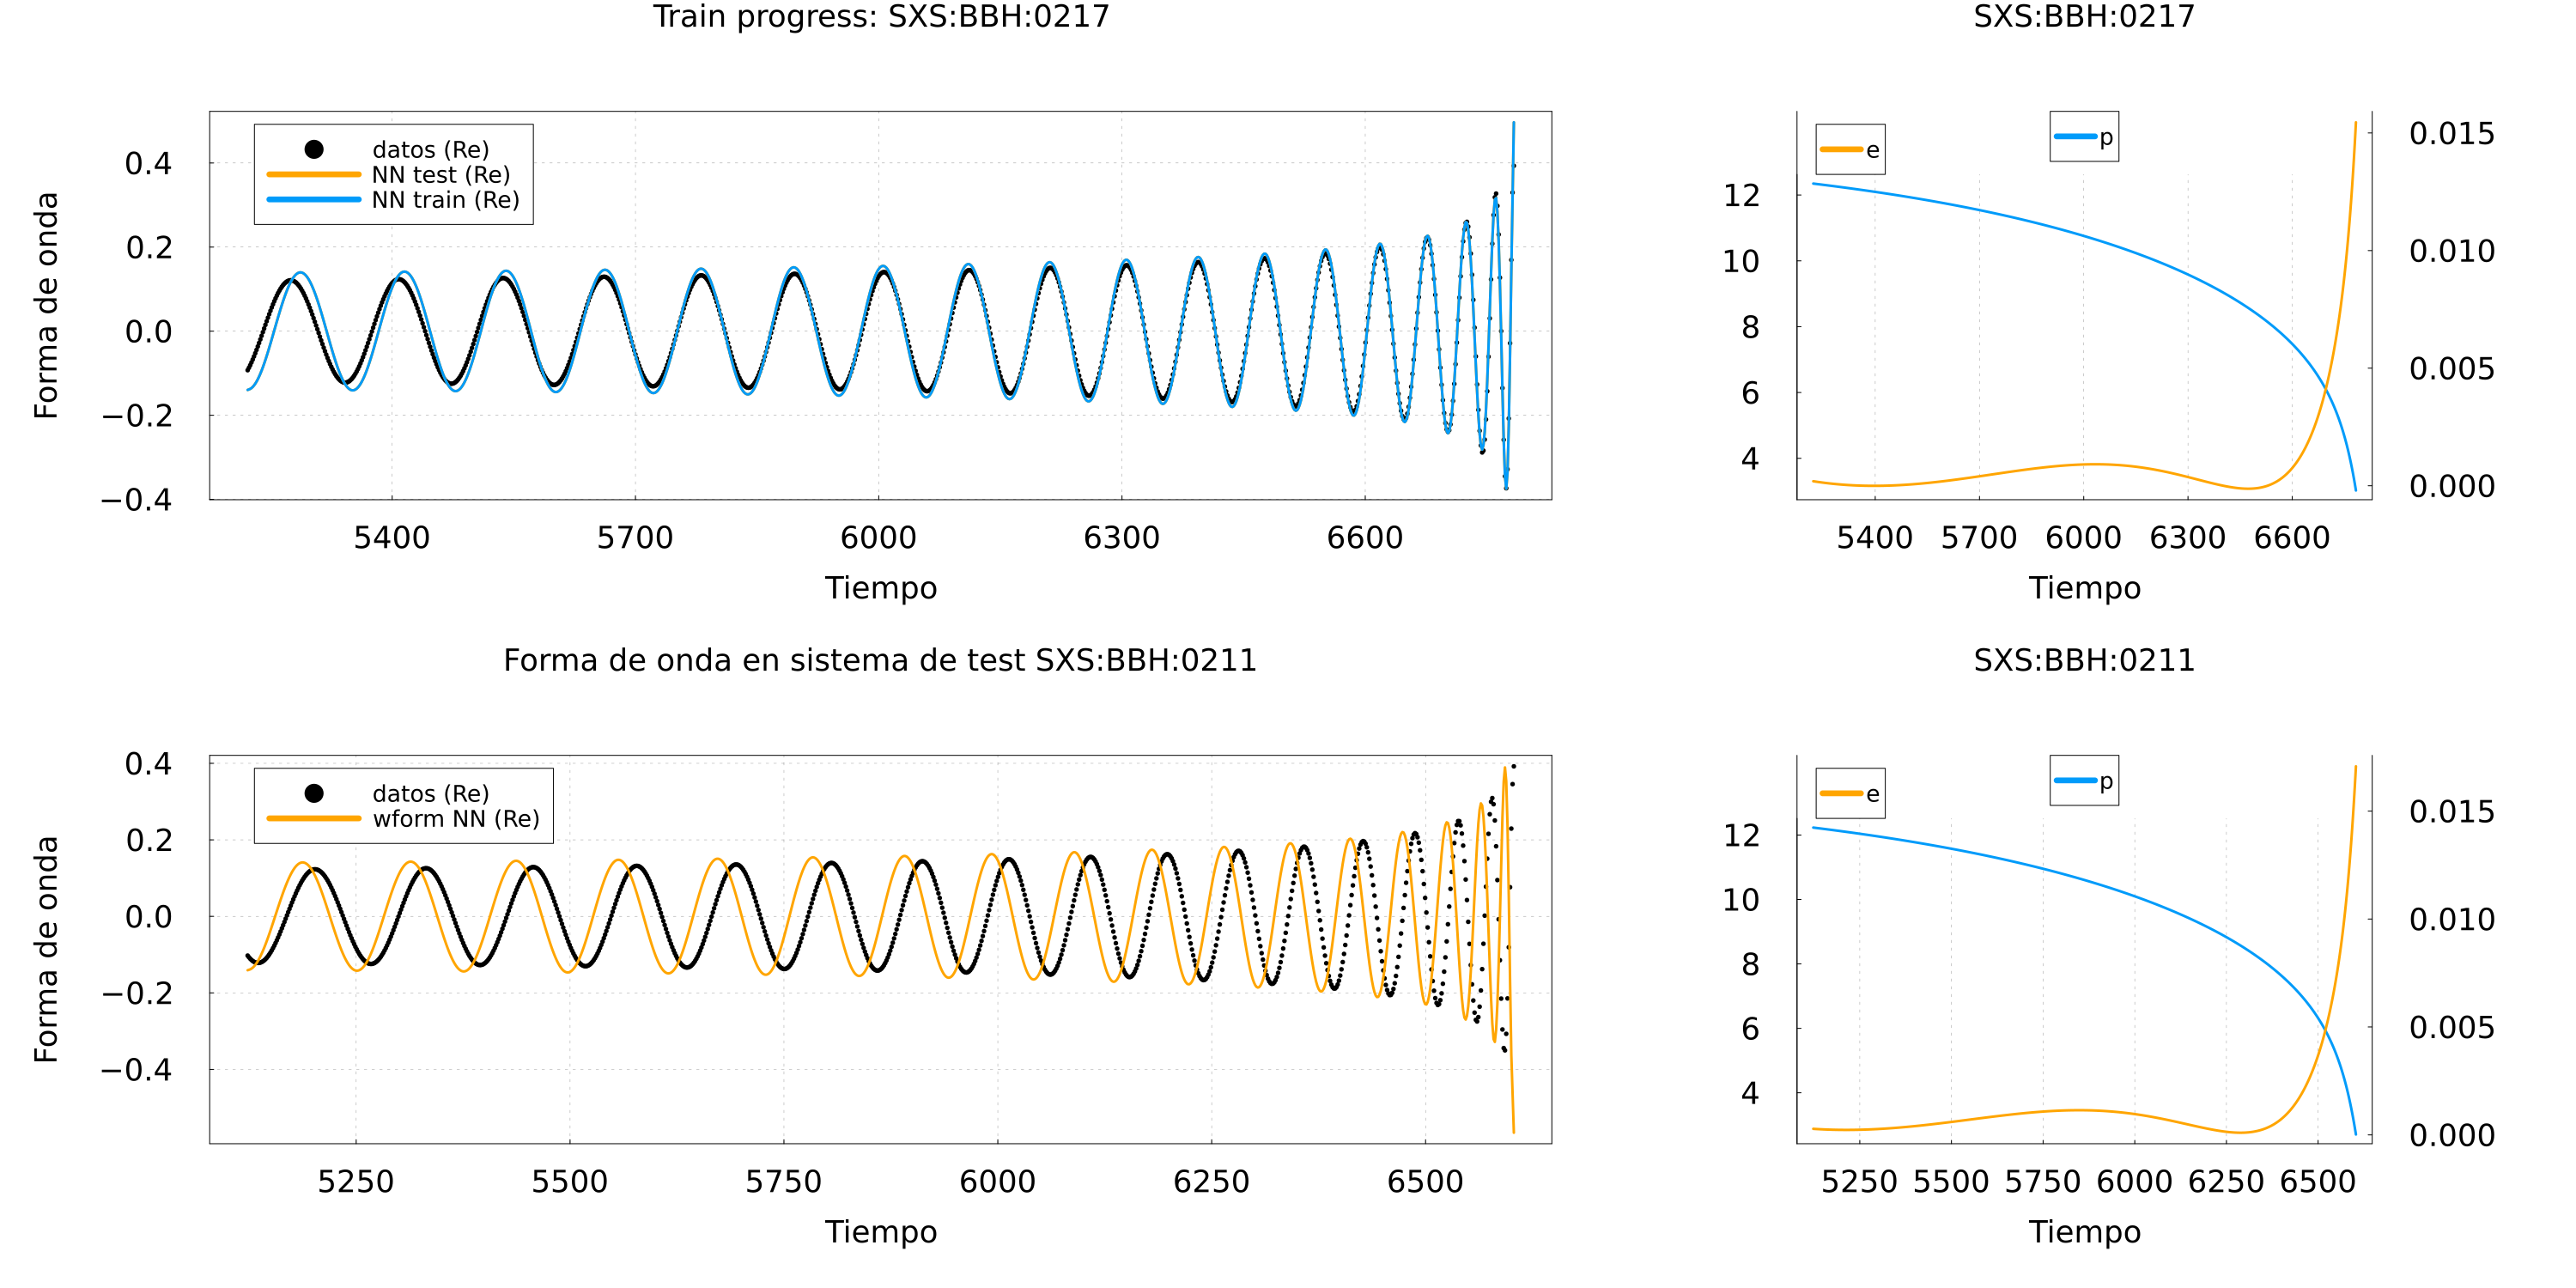 Train progress: SXS:BBH:0217
datos (Re)
NN test (Re)
NN train (Re)
Forma de onda
0.4
0.2
0.0
−0.2
−0.4
5400 5700 6000 6300 6600
Tiempo
SXS:BBH:0217
e
p
12
10
8
6
4
0.015
0.010
0.005
0.000
5400 5700 6000 6300 6600
Tiempo
Forma de onda en sistema de test SXS:BBH:0211
datos (Re)
wform NN (Re)
Forma de onda
0.4
0.2
0.0
−0.2
−0.4
5250 5500 5750 6000 6250 6500
Tiempo
SXS:BBH:0211
e
p
12
10
8
6
4
0.015
0.010
0.005
0.000
5250 5500 5750 6000 6250 6500
Tiempo